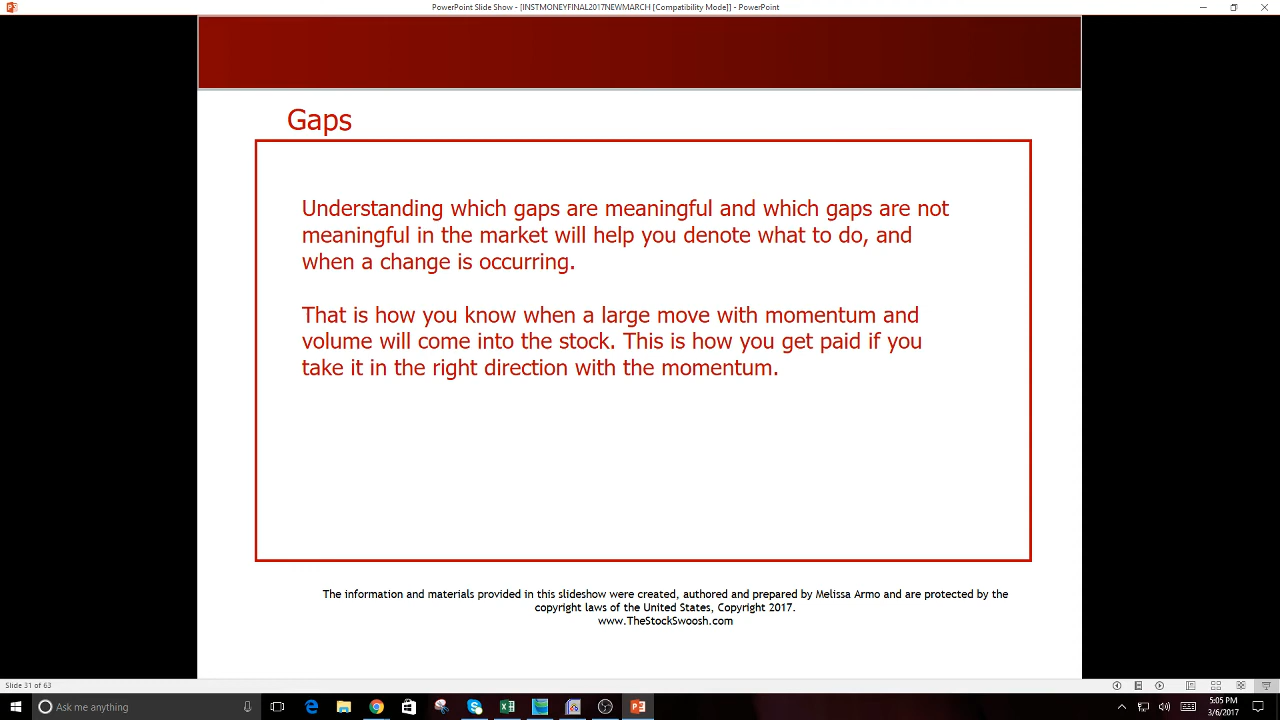 PowerPoint Slide Show - [INSTMONEYFINAL2017NEWMARCH [Compatibility Mode]] - PowerPoint
Gaps
Understanding which gaps are meaningful and which gaps are not
meaningful in the market will help you denote what to do, and
when a change is occurring.
That is how you know when a large move with momentum and
volume will come into the stock. This is how you get paid if you
take it in the right direction with the momentum.
The information and materials provided in this slideshow were created, authored and prepared by Melissa Armo and are protected by the
copyright laws of the United States, Copyright 2017.
www.TheStockSwoosh.com
Slide 31 of 63
Ask me anything
5:05 PM
3/6/2017